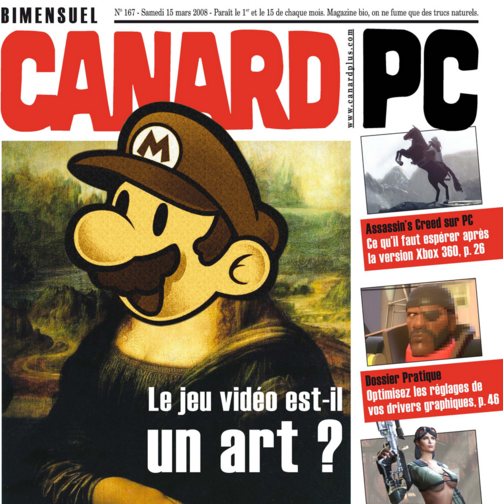 BIMENSUEL
N° 167 - Samedi 15 mars 2008 - Paraît le 1er et le 15 de chaque mois. Magazine bio, on ne fume que des trucs naturels.
CANARD PC
www.canardplus.com
M
Assassin's Creed sur PC
Ce qu'il faut espérer après
la version Xbox 360, p. 26
Dossier Pratique
Optimisez les réglages de
vos drivers graphiques, p. 46
Le jeu vidéo est-il
un art ?